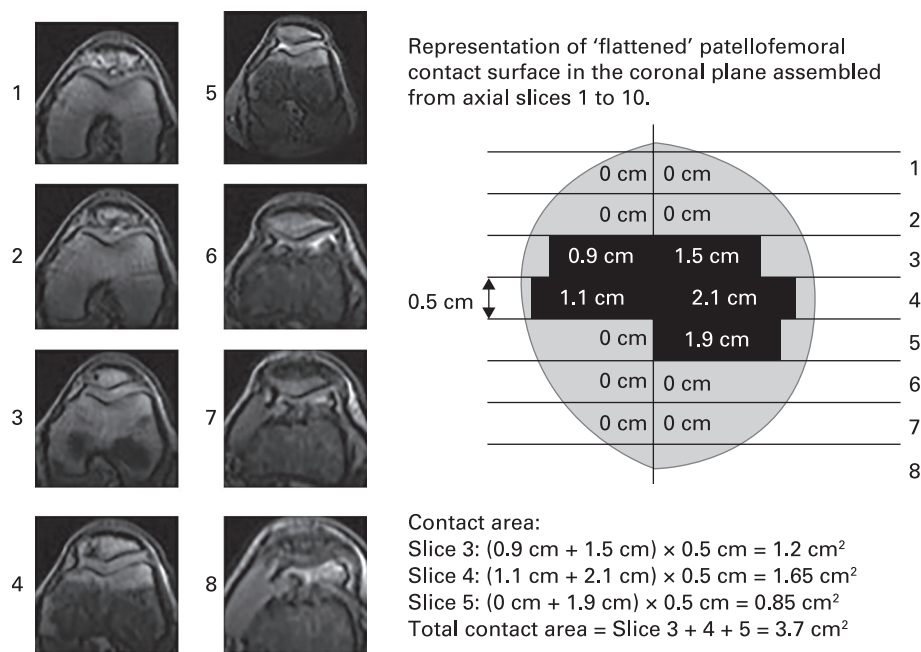 1
5
2
6
3
7
4
8
Representation of ‘flattened’ patellofemoral
contact surface in the coronal plane assembled
from axial slices 1 to 10.
0 cm 0 cm 1
0 cm 0 cm 2
0.9 cm 1.5 cm 3
0.5 cm 1.1 cm 2.1 cm 4
0 cm 1.9 cm 5
0 cm 0 cm 6
0 cm 0 cm 7
8
Contact area:
Slice 3: (0.9 cm + 1.5 cm) × 0.5 cm = 1.2 cm²
Slice 4: (1.1 cm + 2.1 cm) × 0.5 cm = 1.65 cm²
Slice 5: (0 cm + 1.9 cm) × 0.5 cm = 0.85 cm²
Total contact area = Slice 3 + 4 + 5 = 3.7 cm²